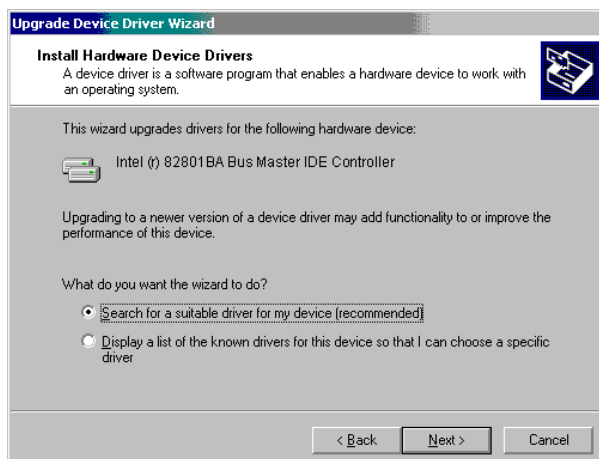 Upgrade Device Driver Wizard
Install Hardware Device Drivers
A device driver is a software program that enables a hardware device to work with
an operating system.
This wizard upgrades drivers for the following hardware device:
Intel (r) 82801BA Bus Master IDE Controller
Upgrading to a newer version of a device driver may add functionality to or improve the
performance of this device.
What do you want the wizard to do?
Search for a suitable driver for my device (recommended)
Display a list of the known drivers for this device so that I can choose a specific
driver
< Back
Next >
Cancel